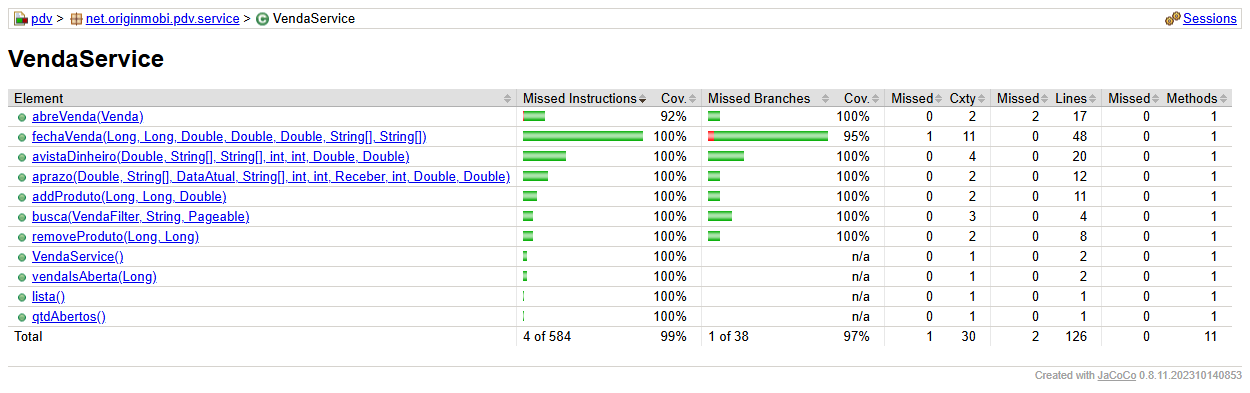 pdv > net.originmobi.pdv.service > VendaService Sessions
VendaService
Element Missed Instructions Cov. Missed Branches Cov. Missed Cxty Missed Lines Missed Methods
abreVenda(Venda) 92% 100% 0 2 2 17 0 1
fechaVenda(Long, Long, Double, Double, Double, String[], String[]) 100% 95% 1 11 0 48 0 1
avistaDinheiro(Double, String[], String[], int, int, Double, Double) 100% 100% 0 4 0 20 0 1
aprazo(Double, String[], DataAtual, String[], int, int, Receber, int, Double, Double) 100% 100% 0 2 0 12 0 1
addProduto(Long, Long, Double) 100% 100% 0 2 0 11 0 1
busca(VendaFilter, String, Pageable) 100% 100% 0 3 0 4 0 1
removeProduto(Long, Long) 100% 100% 0 2 0 8 0 1
VendaService() 100% n/a 0 1 0 2 0 1
vendaIsAberta(Long) 100% n/a 0 1 0 2 0 1
lista() 100% n/a 0 1 0 1 0 1
qtdAbertos() 100% n/a 0 1 0 1 0 1
Total 4 of 584 99% 1 of 38 97% 1 30 2 126 0 11
Created with JaCoCo 0.8.11.202310140853